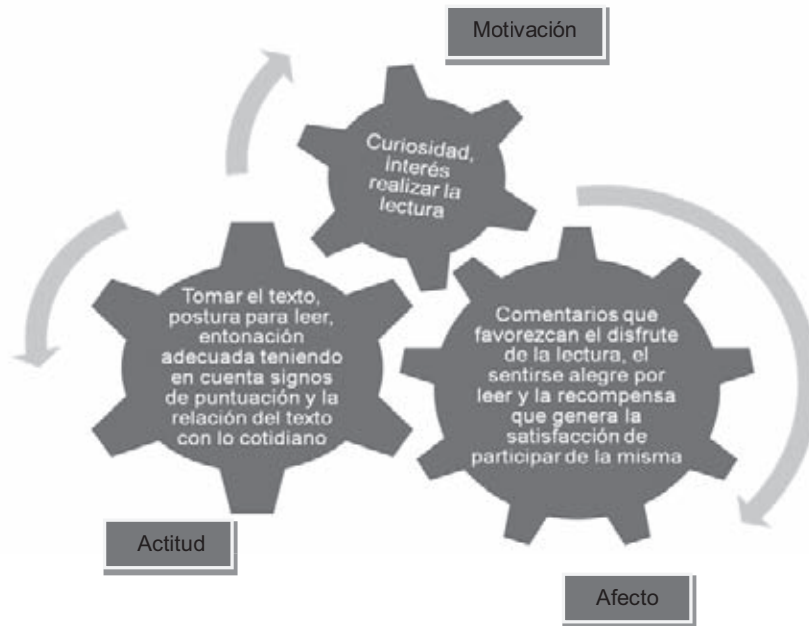 Motivación
Curiosidad,
interés
realizar la
lectura
Tomar el texto,
postura para leer,
entonación
adecuada teniendo
en cuenta signos
de puntuación y la
relación del texto
con lo cotidiano
Comentarios que
favorezcan el disfrute
de la lectura, el
sentirse alegre por
leer y la recompensa
que genera la
satisfacción de
participar de la misma
Actitud
Afecto